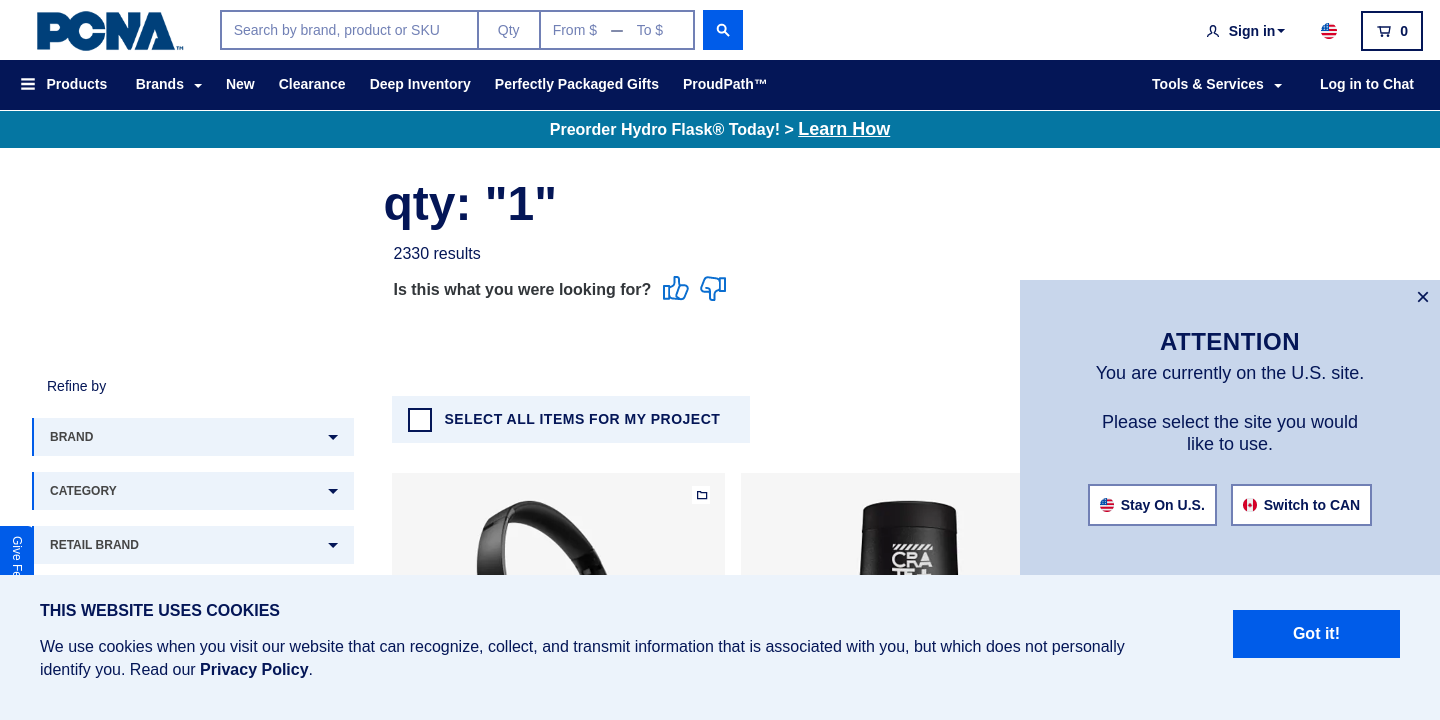 PCNA™
Search by brand, product or SKU
Qty
From $ — To $
Sign in
0
Products
Brands
New
Clearance
Deep Inventory
Perfectly Packaged Gifts
ProudPath™
Tools & Services
Log in to Chat
Preorder Hydro Flask® Today! > Learn How
qty: "1"
2330 results
Is this what you were looking for?
×
ATTENTION
You are currently on the U.S. site.
Please select the site you would
like to use.
Stay On U.S.
Switch to CAN
Refine by
SELECT ALL ITEMS FOR MY PROJECT
BRAND
CATEGORY
RETAIL BRAND
Give
THIS WEBSITE USES COOKIES
We use cookies when you visit our website that can recognize, collect, and transmit information that is associated with you, but which does not personally
identify you. Read our Privacy Policy.
Got it!